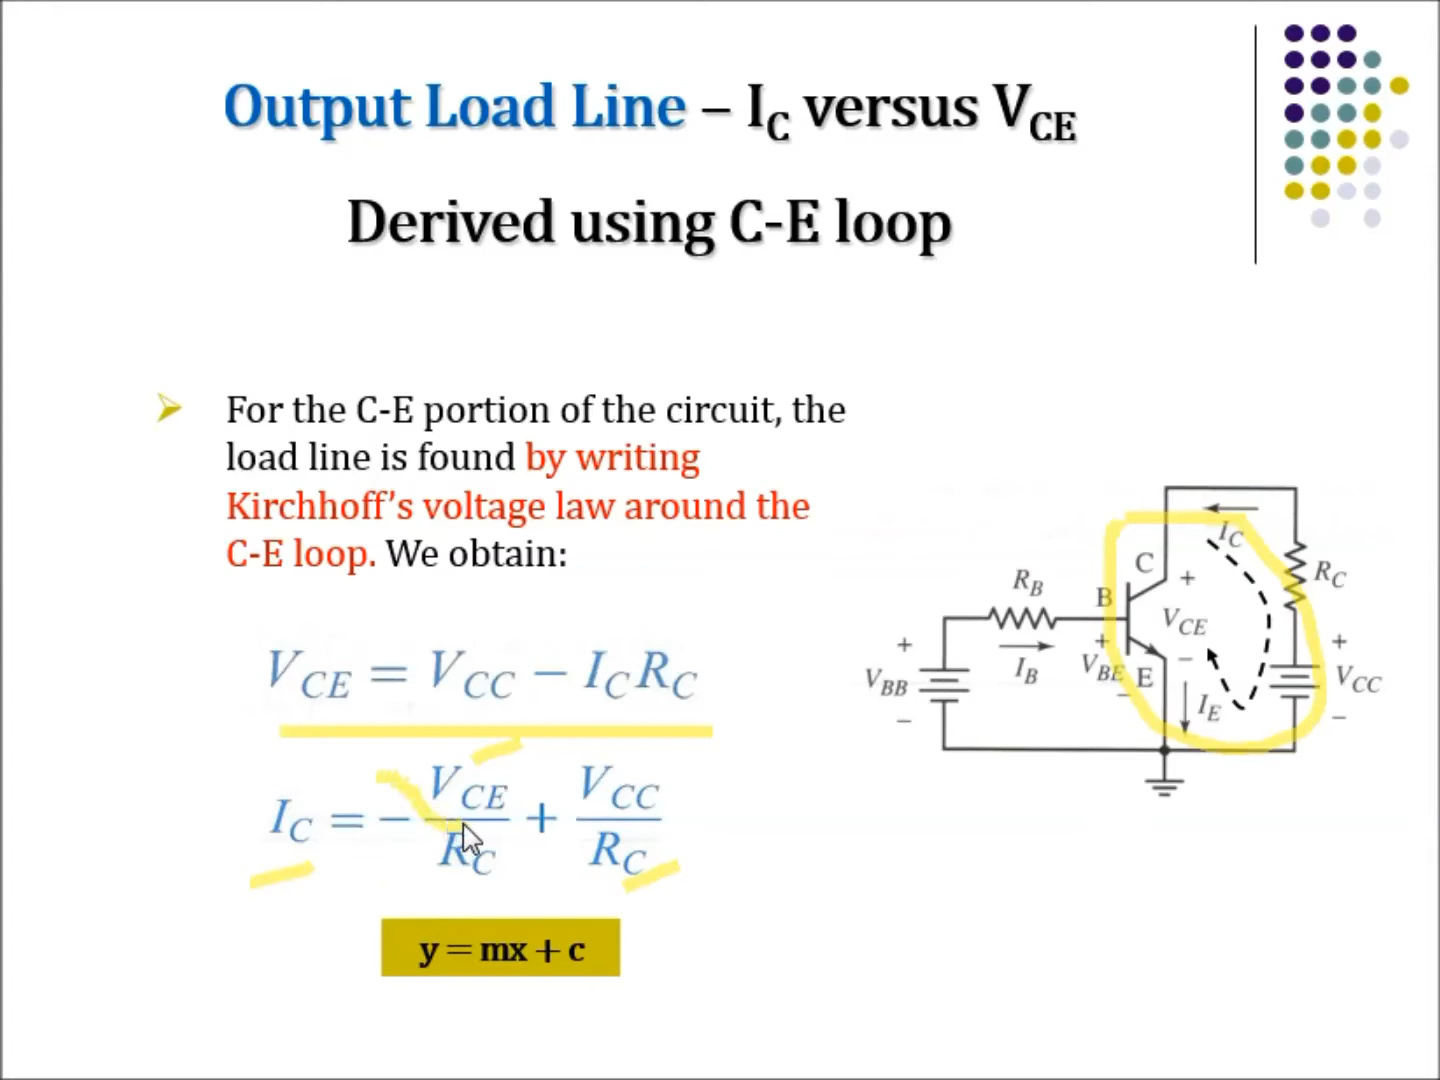 Output Load Line – I_C versus V_CE
Derived using C-E loop
For the C-E portion of the circuit, the
load line is found by writing
Kirchhoff’s voltage law around the
C-E loop. We obtain:
V_CE = V_CC − I_C R_C
I_C = − V_CE / R_C + V_CC / R_C
y = mx + c
I_C
C
+
R_C
R_B
B
V_CE
+
+
+
I_B
V_BE
−
E
V_BB
V_CC
−
I_E
−
−